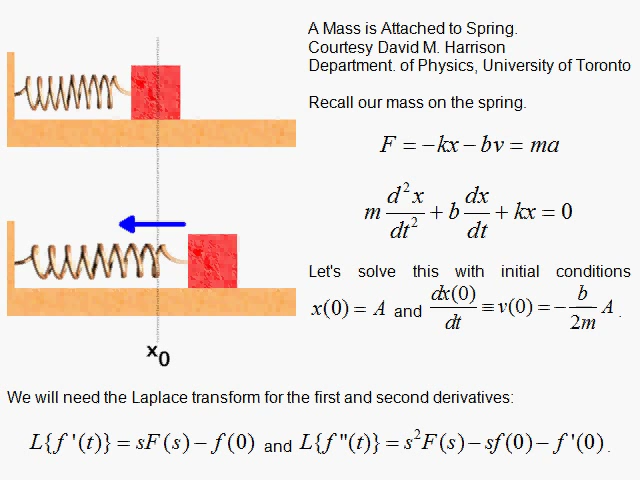 A Mass is Attached to Spring.
Courtesy David M. Harrison
Department. of Physics, University of Toronto
Recall our mass on the spring.
F = −kx − bv = ma
m d²x/dt² + b dx/dt + kx = 0
Let's solve this with initial conditions
x(0) = A and dx(0)/dt ≡ v(0) = − b/2m A .
x₀
We will need the Laplace transform for the first and second derivatives:
L{f '(t)} = sF(s) − f(0) and L{f "(t)} = s²F(s) − sf(0) − f '(0) .